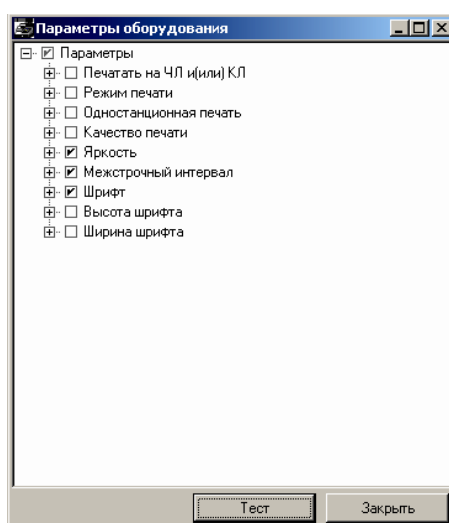 Параметры оборудования
Параметры
Печатать на ЧЛ и(или) КЛ
Режим печати
Одностанционная печать
Качество печати
Яркость
Межстрочный интервал
Шрифт
Высота шрифта
Ширина шрифта
Тест Закрыть